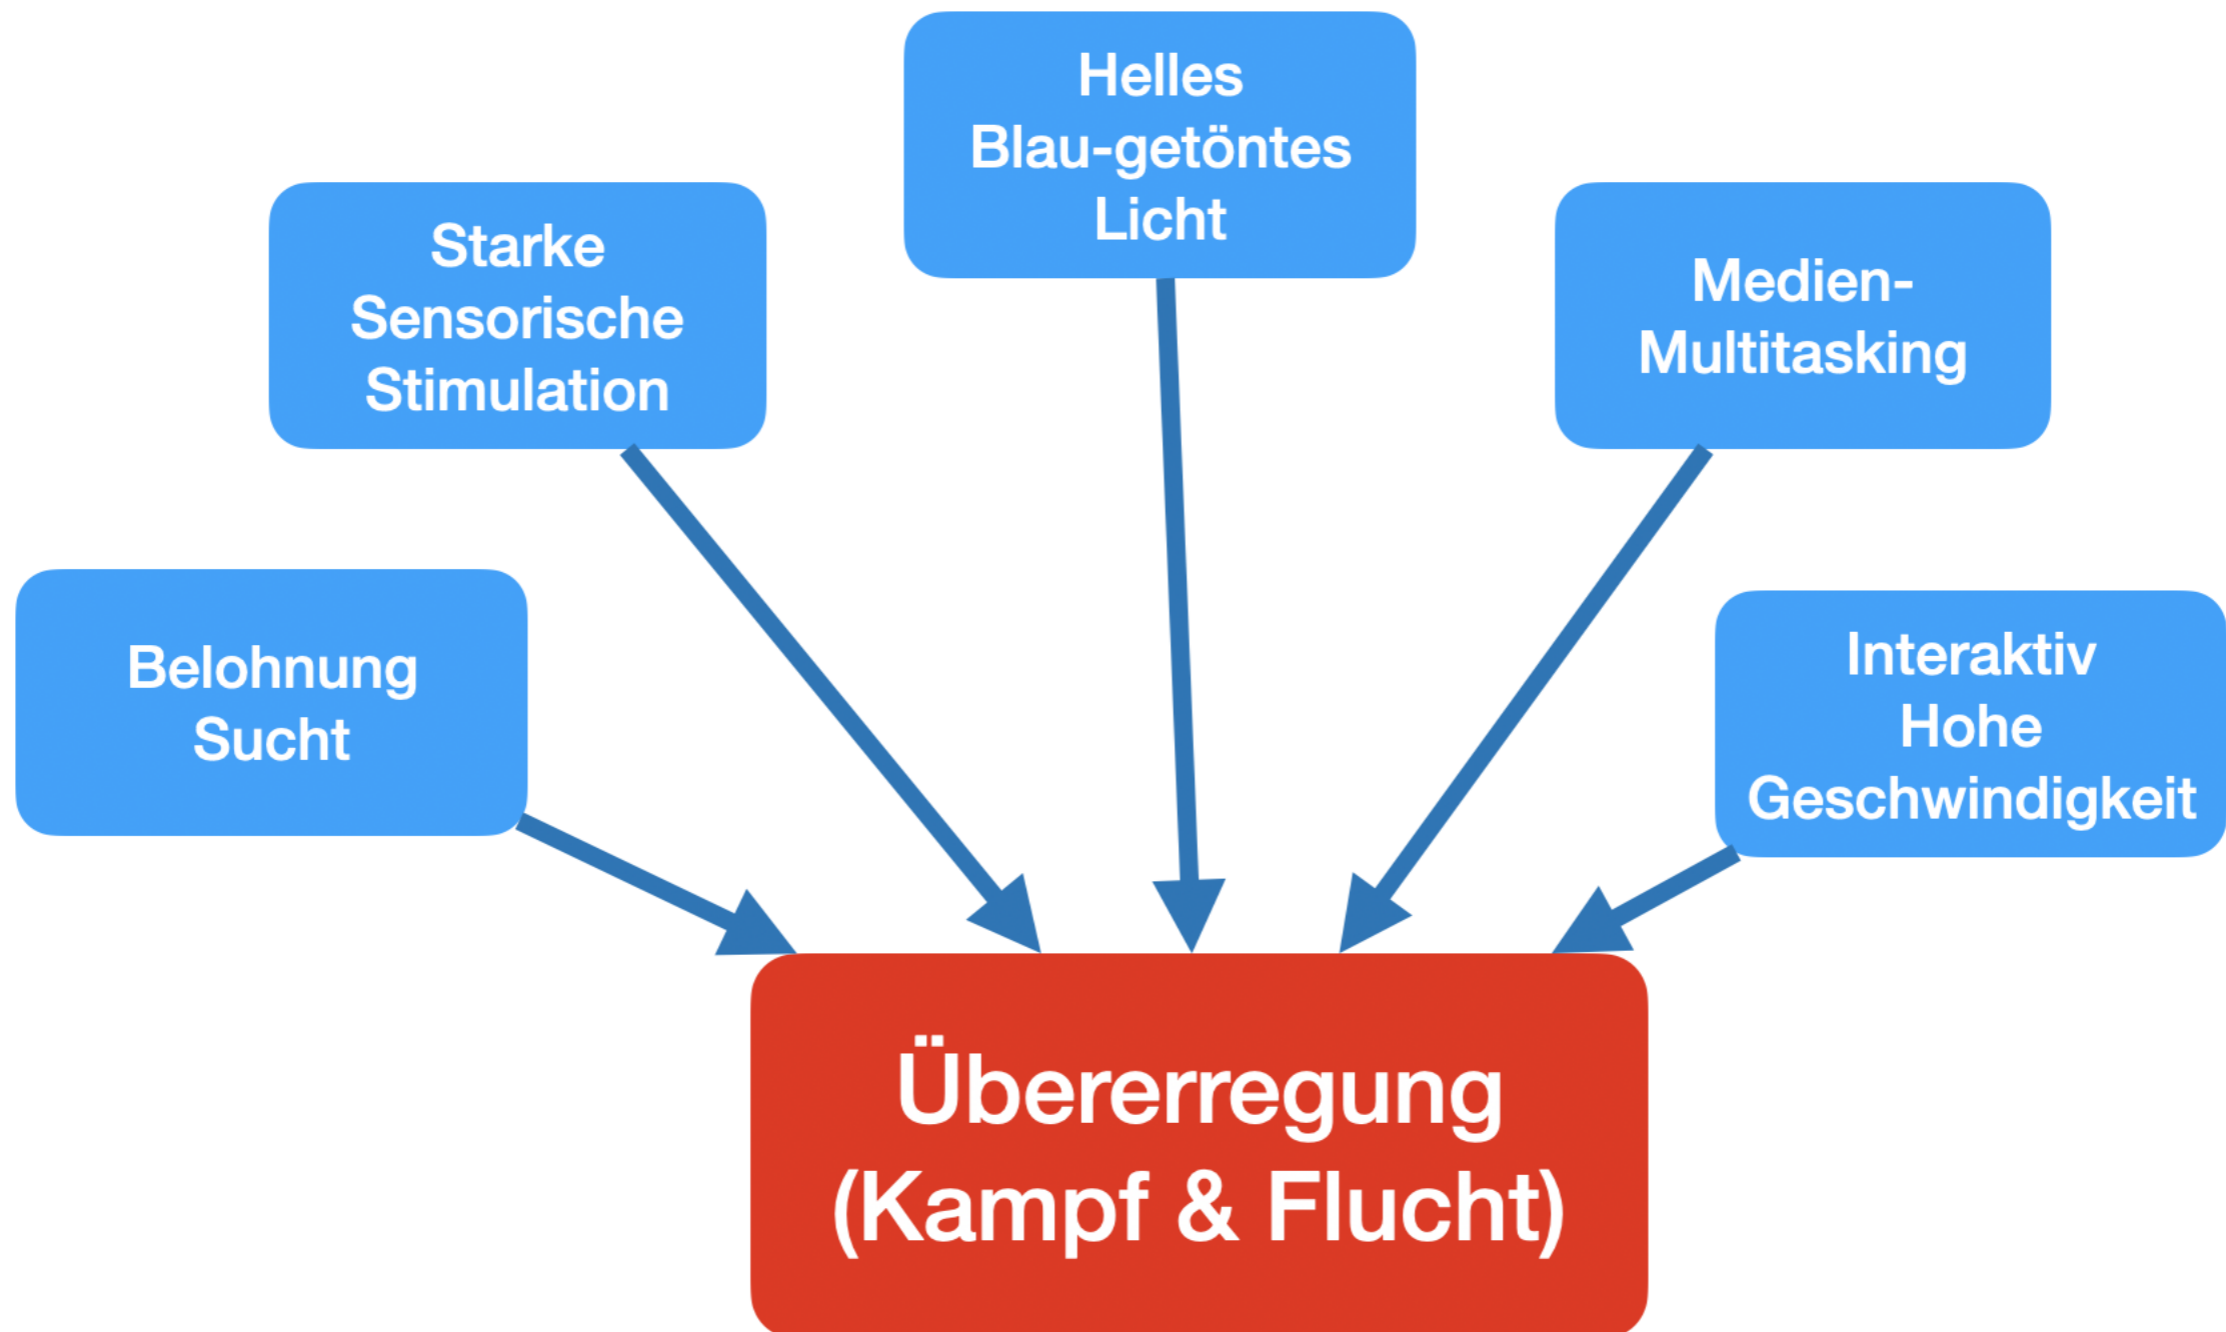 Helles
Blau-getöntes
Licht
Starke
Sensorische
Stimulation
Medien-
Multitasking
Belohnung
Sucht
Interaktiv
Hohe
Geschwindigkeit
Übererregung
(Kampf & Flucht)